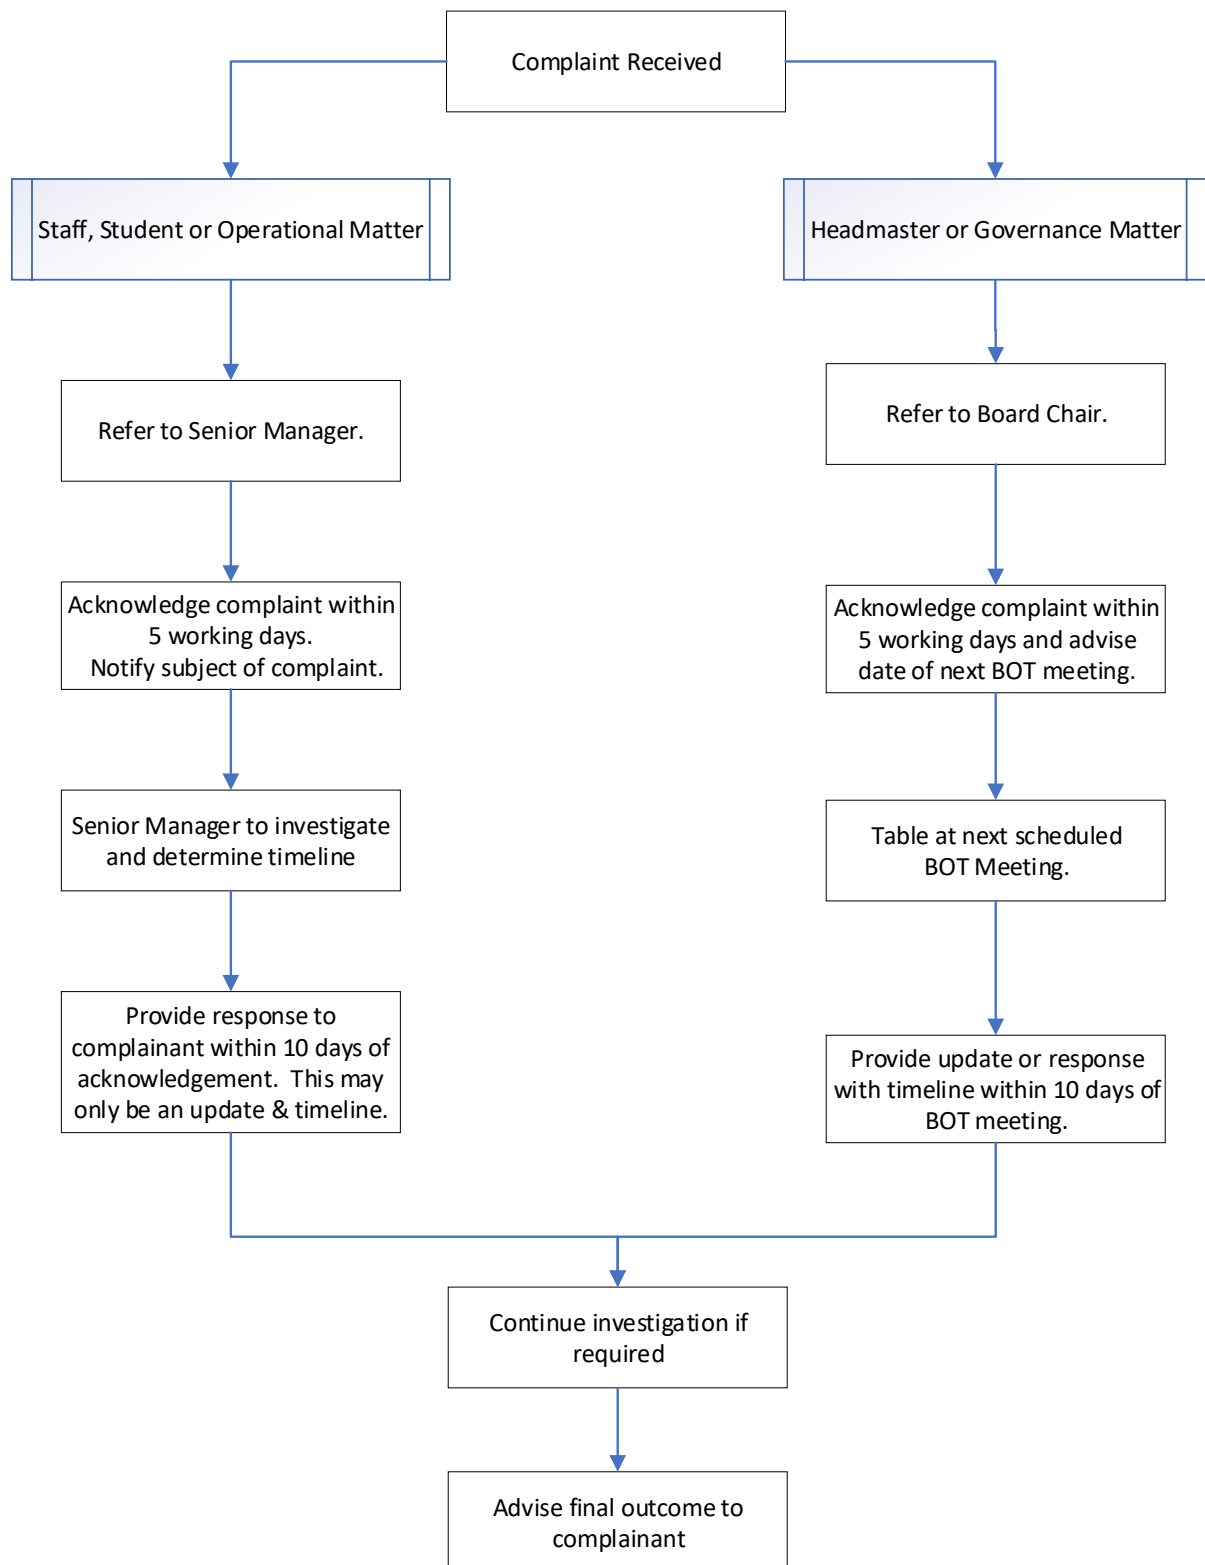 Complaint Received
Staff, Student or Operational Matter
Headmaster or Governance Matter
Refer to Senior Manager.
Refer to Board Chair.
Acknowledge complaint within
5 working days.
Notify subject of complaint.
Acknowledge complaint within
5 working days and advise
date of next BOT meeting.
Senior Manager to investigate
and determine timeline
Table at next scheduled
BOT Meeting.
Provide response to
complainant within 10 days of
acknowledgement.  This may
only be an update & timeline.
Provide update or response
with timeline within 10 days of
BOT meeting.
Continue investigation if
required
Advise final outcome to
complainant